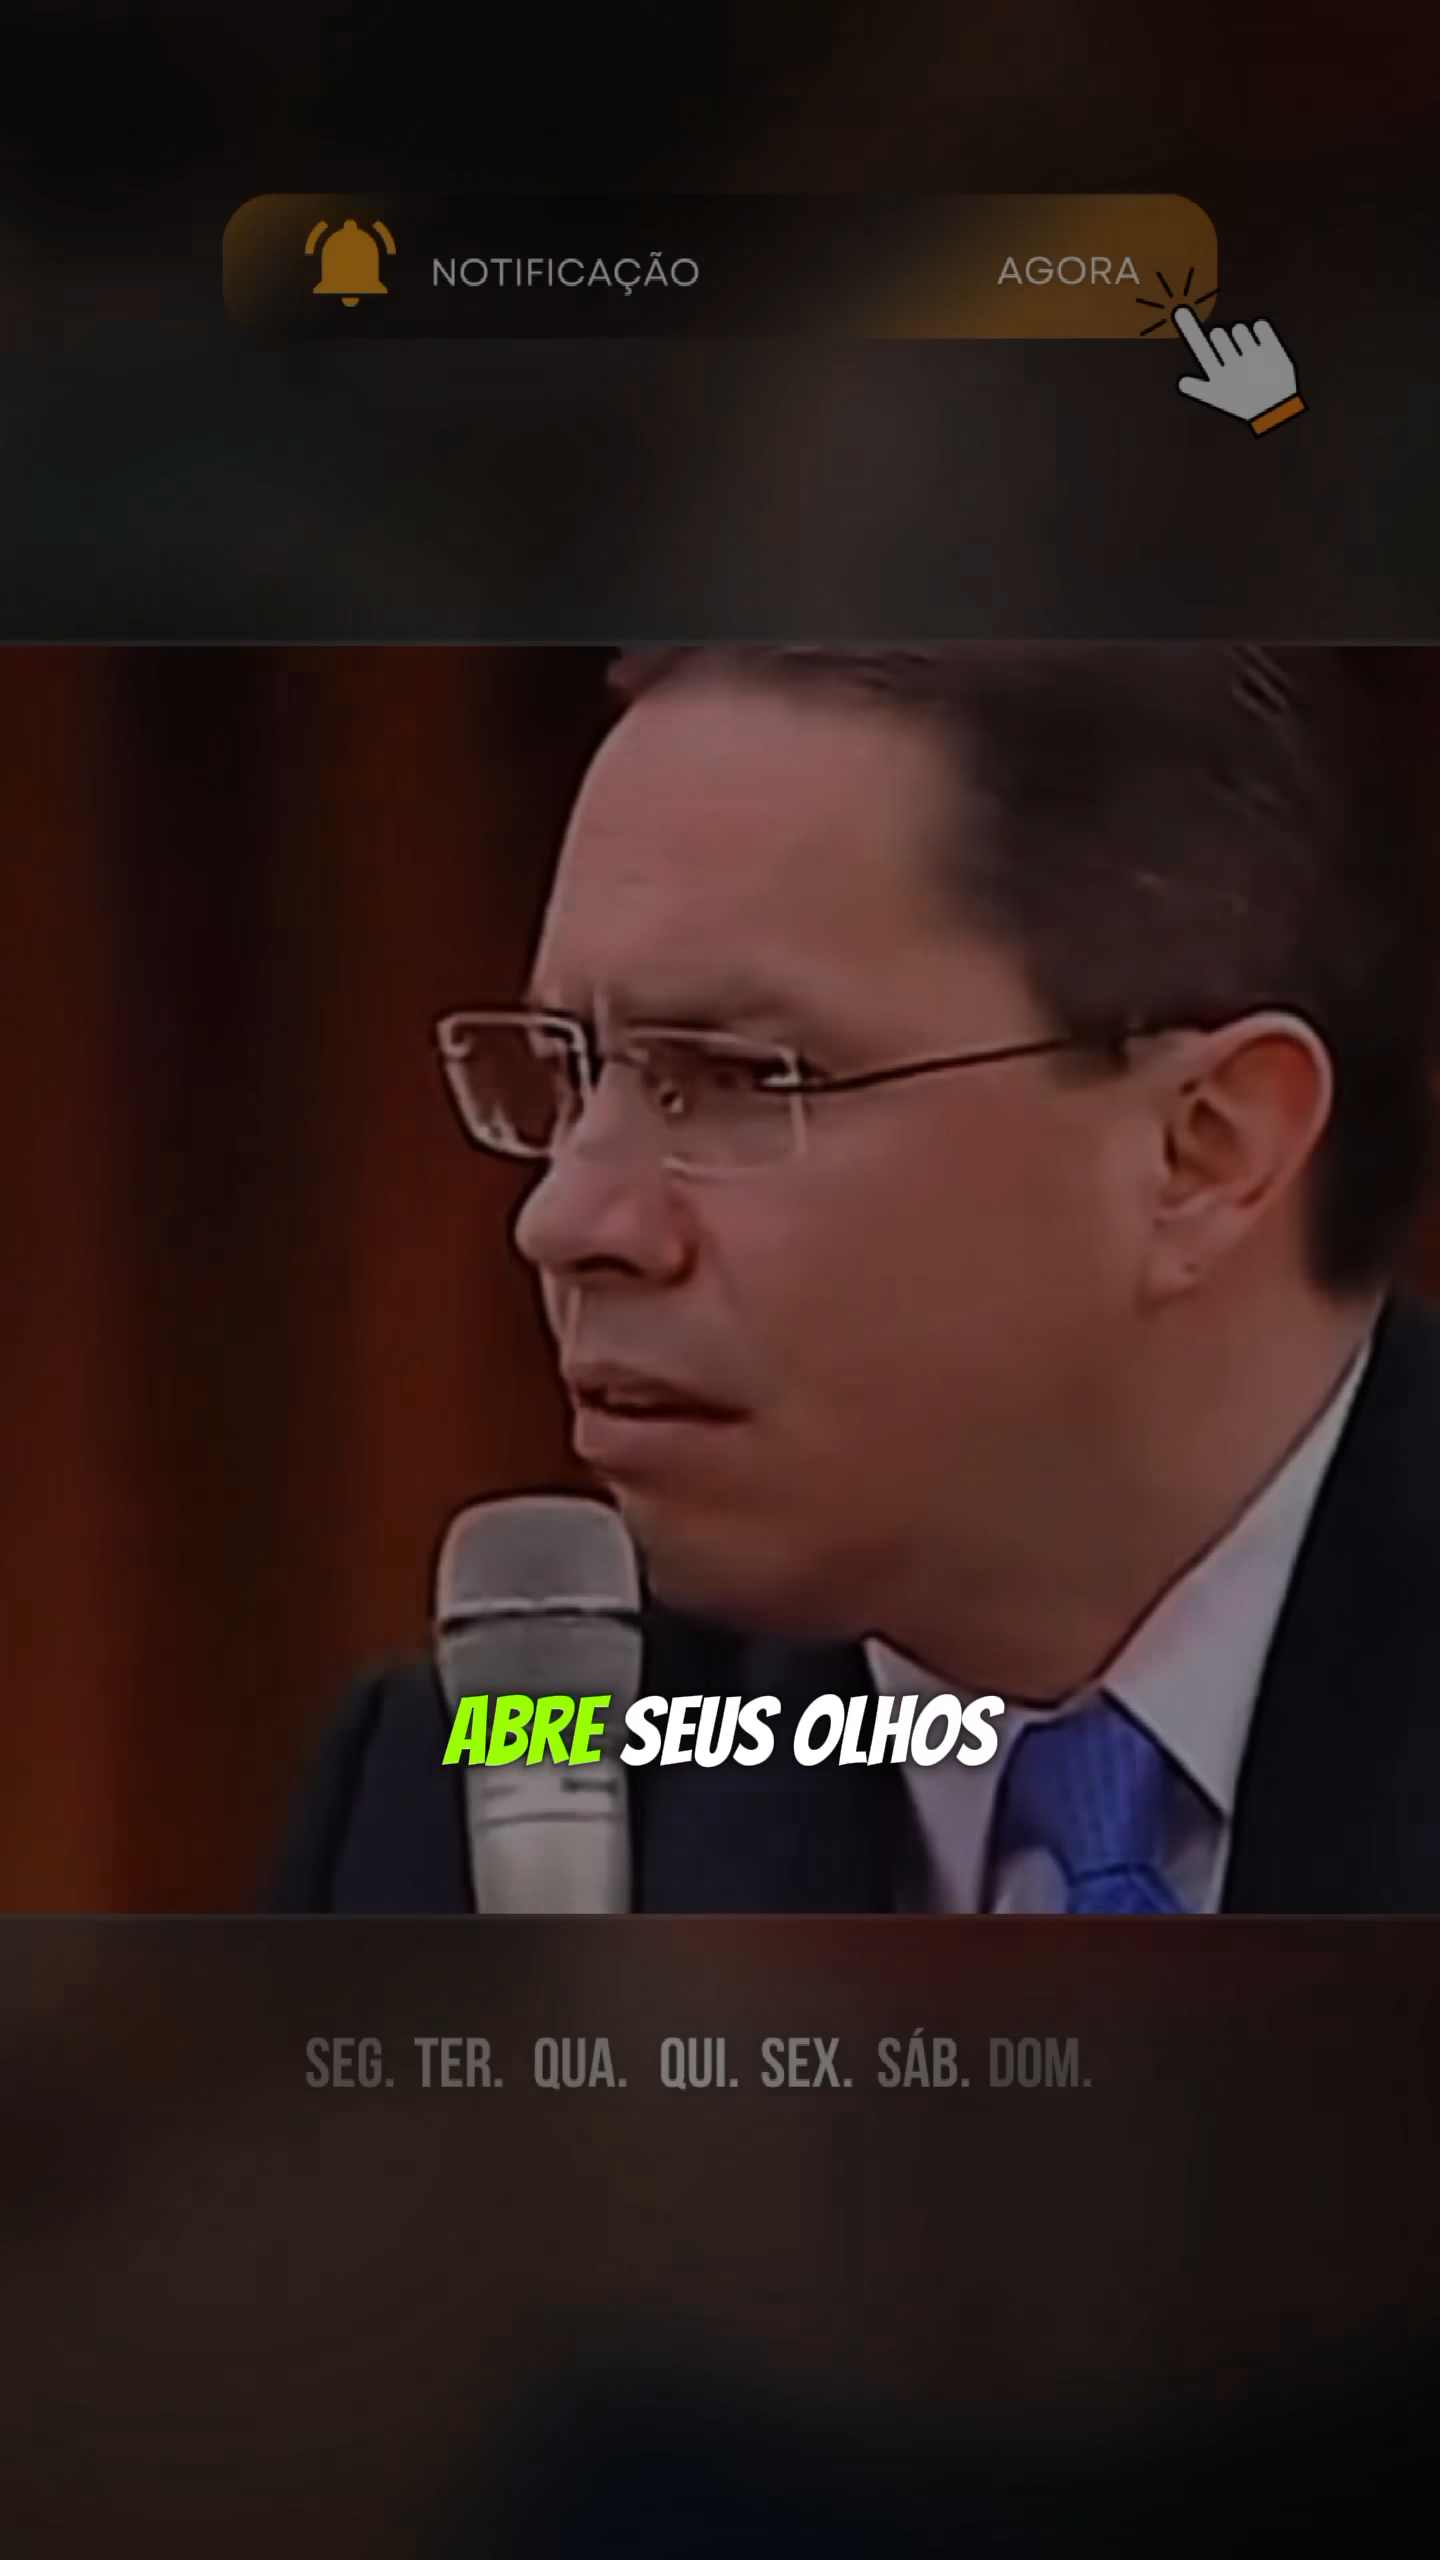 NOTIFICAÇÃO AGORA
ABRE SEUS OLHOS
SEG. TER. QUA. QUI. SEX. SÁB. DOM.